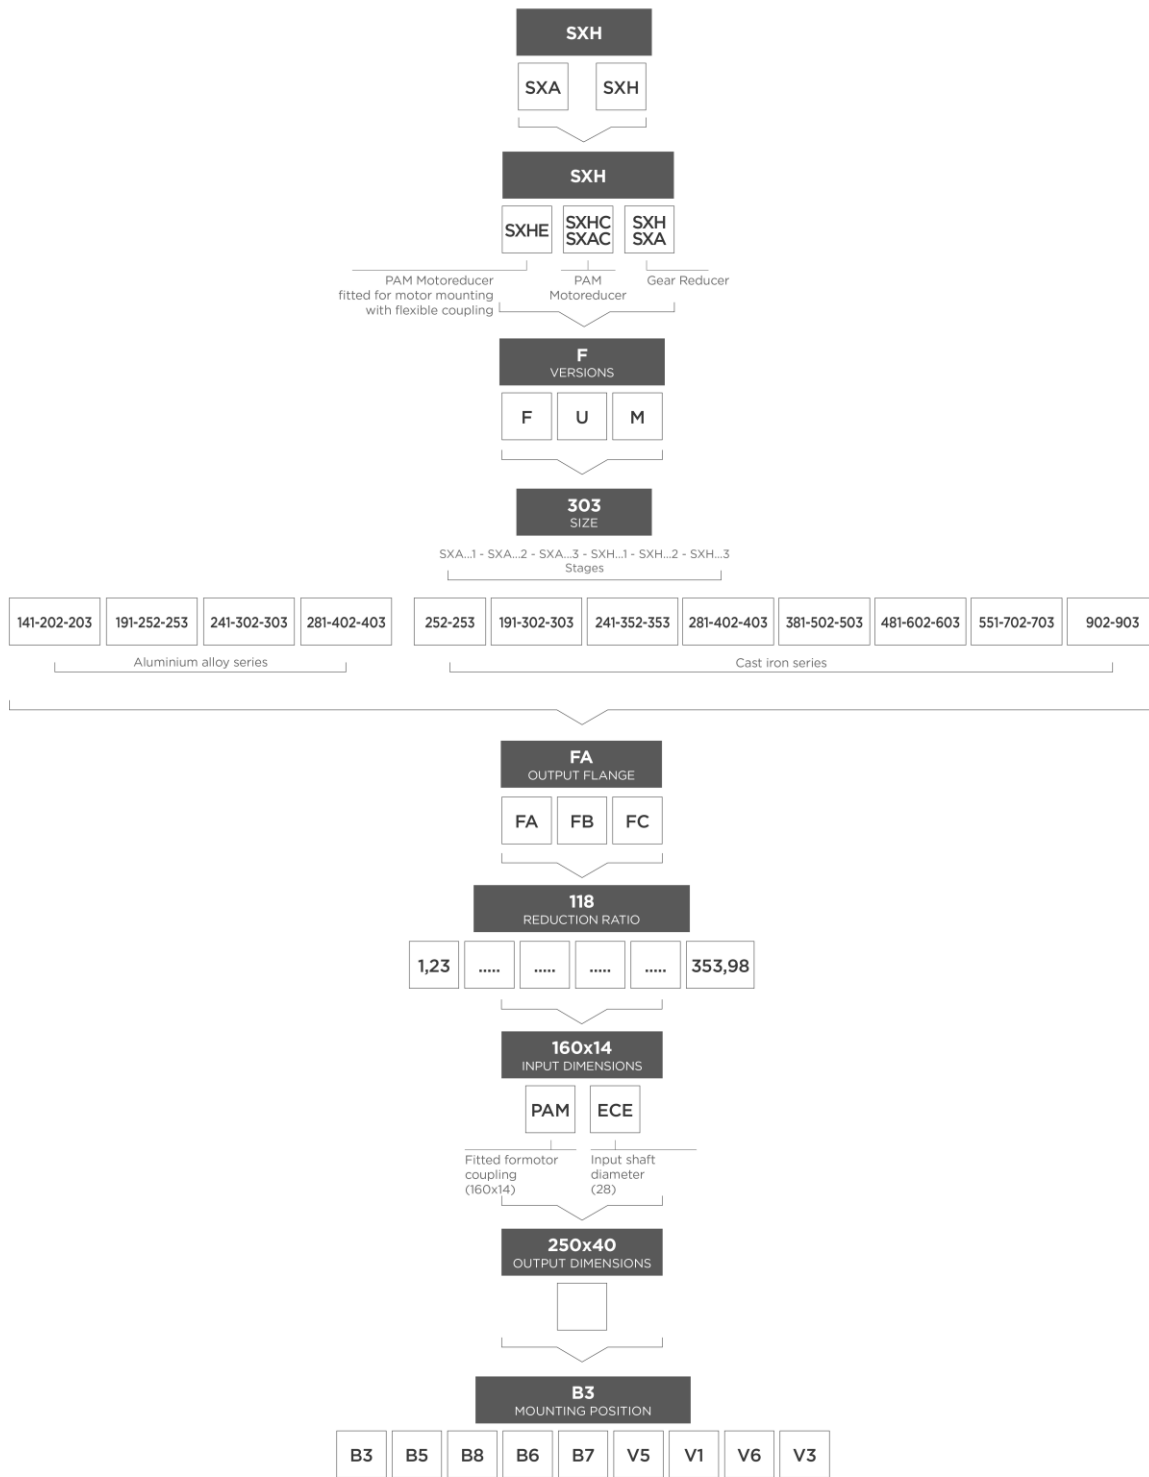 SXH
SXA SXH
SXH
SXHE SXHC SXH
SXAC SXA
PAM Motoreducer
fitted for motor mounting
with flexible coupling
PAM
Motoreducer
Gear Reducer
F
VERSIONS
F U M
303
SIZE
SXA...1 - SXA...2 - SXA...3 - SXH...1 - SXH...2 - SXH...3
Stages
141-202-203 191-252-253 241-302-303 281-402-403 252-253 191-302-303 241-352-353 281-402-403 381-502-503 481-602-603 551-702-703 902-903
Aluminium alloy series
Cast iron series
FA
OUTPUT FLANGE
FA FB FC
118
REDUCTION RATIO
1,23 ..... ..... ..... ..... 353,98
160x14
INPUT DIMENSIONS
PAM ECE
Fitted formotor
coupling
(160x14)
Input shaft
diameter
(28)
250x40
OUTPUT DIMENSIONS
B3
MOUNTING POSITION
B3 B5 B8 B6 B7 V5 V1 V6 V3